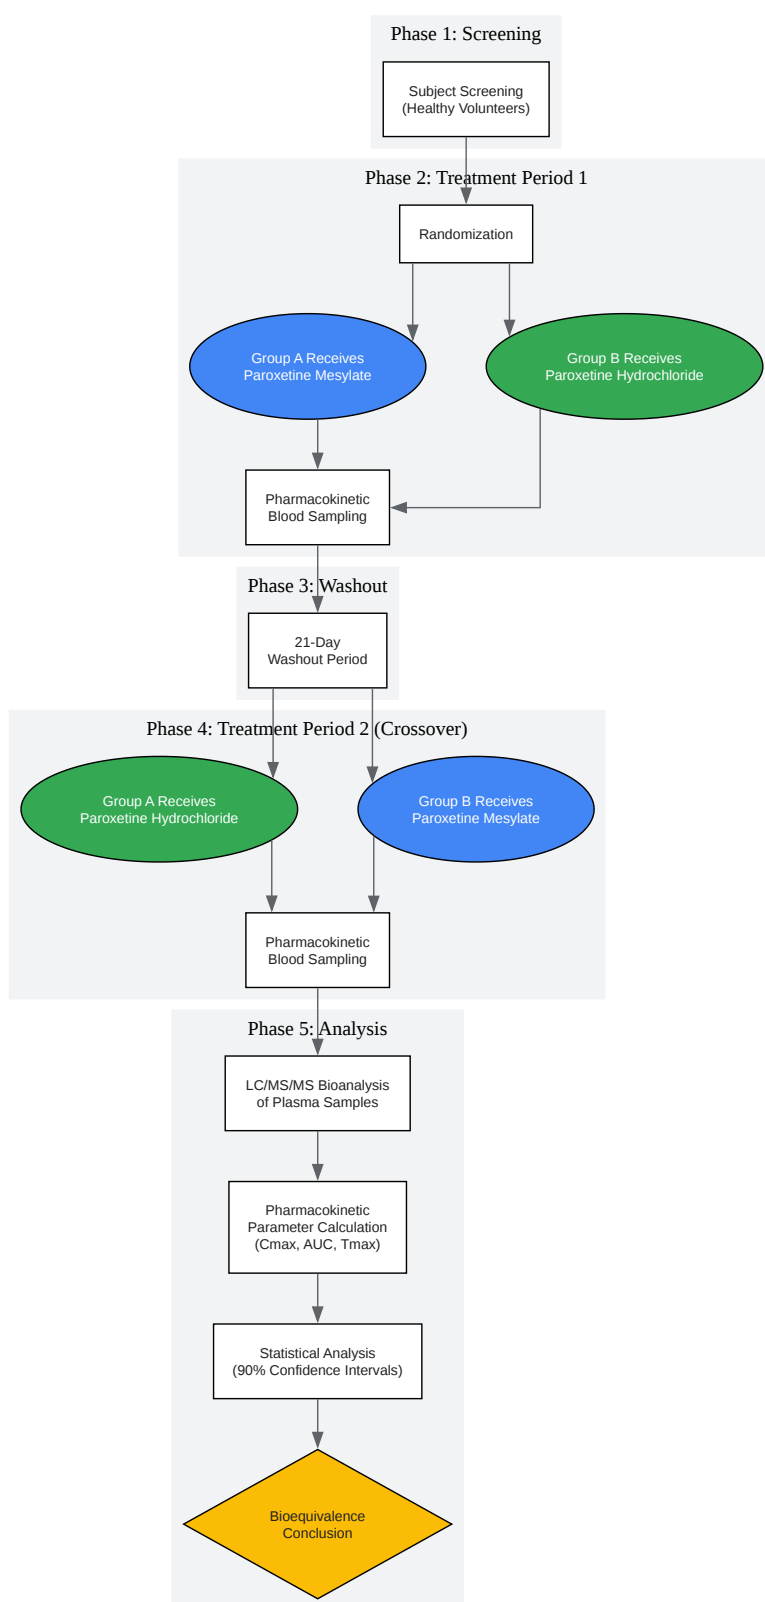 Phase 1: Screening
Subject Screening
(Healthy Volunteers)
Phase 2: Treatment Period 1
Randomization
Group A Receives
Paroxetine Mesylate
Group B Receives
Paroxetine Hydrochloride
Pharmacokinetic
Blood Sampling
Phase 3: Washout
21-Day
Washout Period
Phase 4: Treatment Period 2 (Crossover)
Group A Receives
Paroxetine Hydrochloride
Group B Receives
Paroxetine Mesylate
Pharmacokinetic
Blood Sampling
Phase 5: Analysis
LC/MS/MS Bioanalysis
of Plasma Samples
Pharmacokinetic
Parameter Calculation
(Cmax, AUC, Tmax)
Statistical Analysis
(90% Confidence Intervals)
Bioequivalence
Conclusion